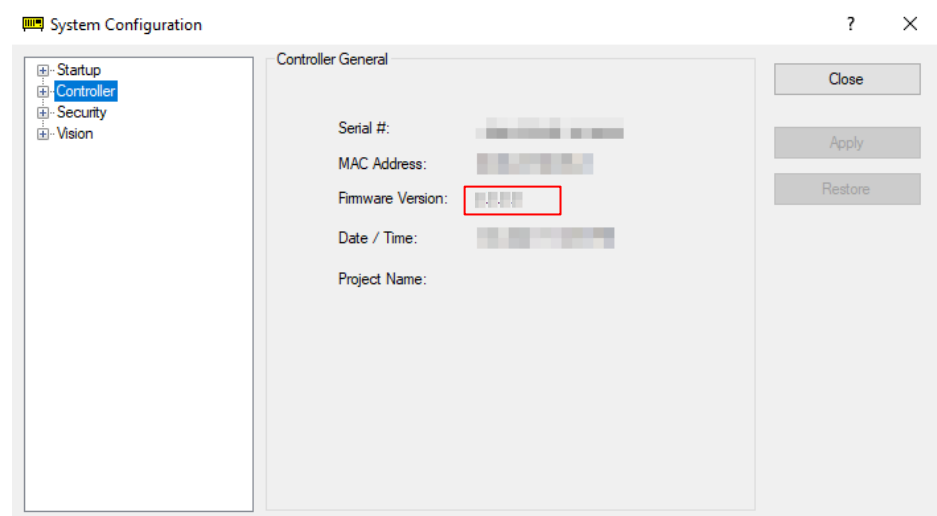 System Configuration
?
Startup
Controller
Security
Vision
Controller General
Serial #:
MAC Address:
Firmware Version:
Date / Time:
Project Name:
Close
Apply
Restore